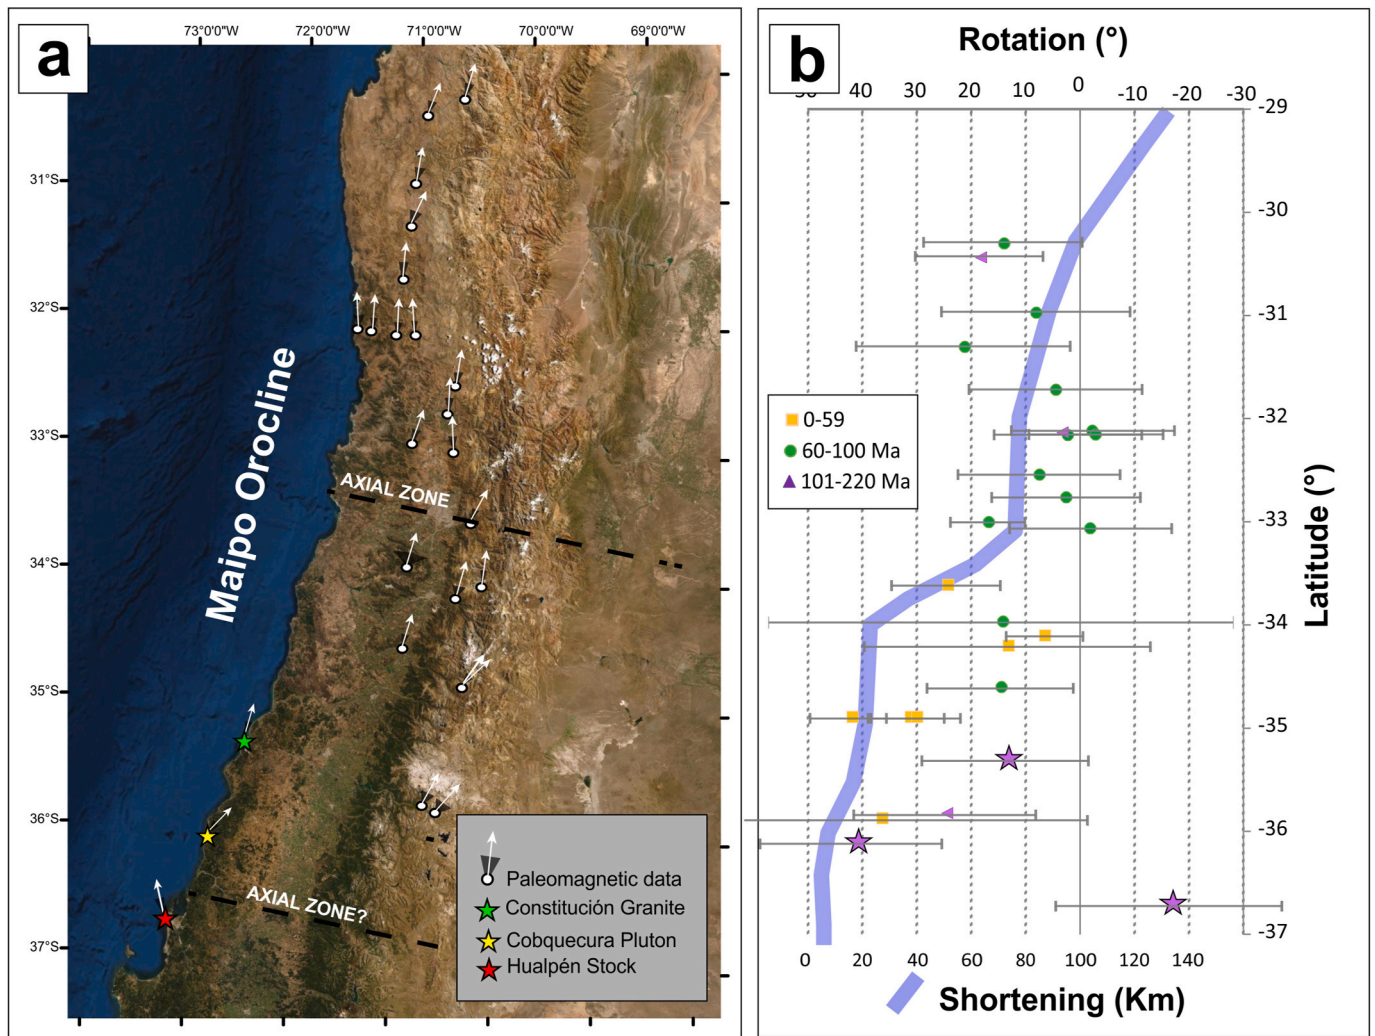 a
73°0'0"W 72°0'0"W 71°0'0"W 70°0'0"W 69°0'0"W
31°S
32°S
33°S
34°S
35°S
36°S
37°S
Maipo Orocline
AXIAL ZONE
AXIAL ZONE?
Paleomagnetic data
Constitución Granite
Cobquecura Pluton
Hualpén Stock
b
Rotation (°)
40 30 20 10 0 -10 -20 -30
-29
-30
-31
-32
-33
-34
-35
-36
-37
Latitude (°)
0-59
60-100 Ma
101-220 Ma
0 20 40 60 80 100 120 140
Shortening (Km)